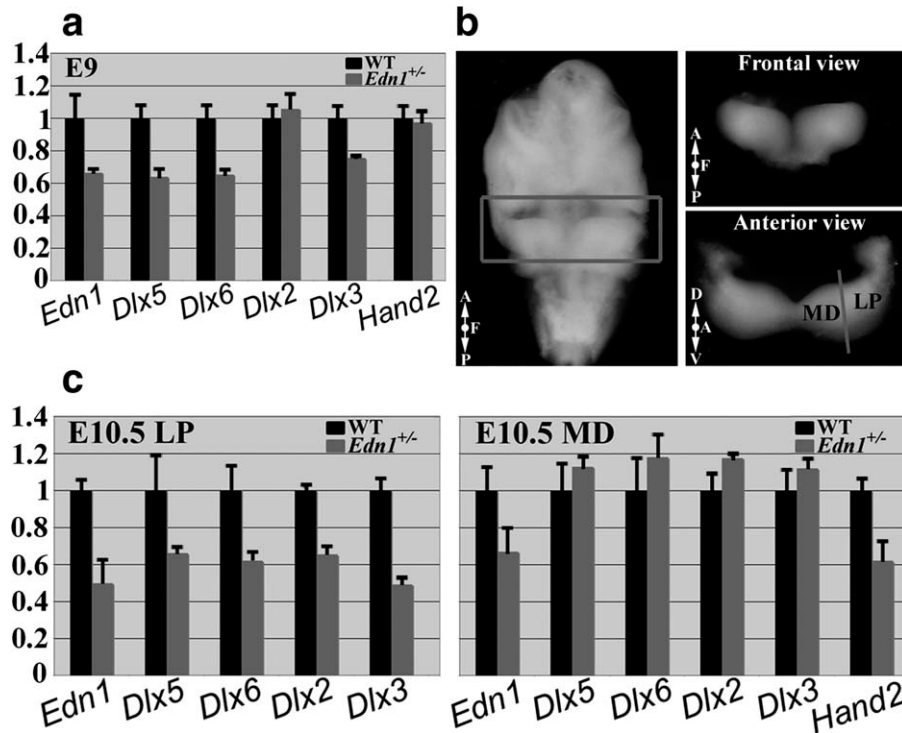 a
1.4
1.2
1
0.8
0.6
0.4
0.2
0
E9
WT
Edn1+/-
Edn1 Dlx5 Dlx6 Dlx2 Dlx3 Hand2
b
A
F
P
Frontal view
A
F
P
Anterior view
D
A
V
MD LP
c
1.4
1.2
1
0.8
0.6
0.4
0.2
0
E10.5 LP
WT
Edn1+/-
Edn1 Dlx5 Dlx6 Dlx2 Dlx3
E10.5 MD
WT
Edn1+/-
Edn1 Dlx5 Dlx6 Dlx2 Dlx3 Hand2